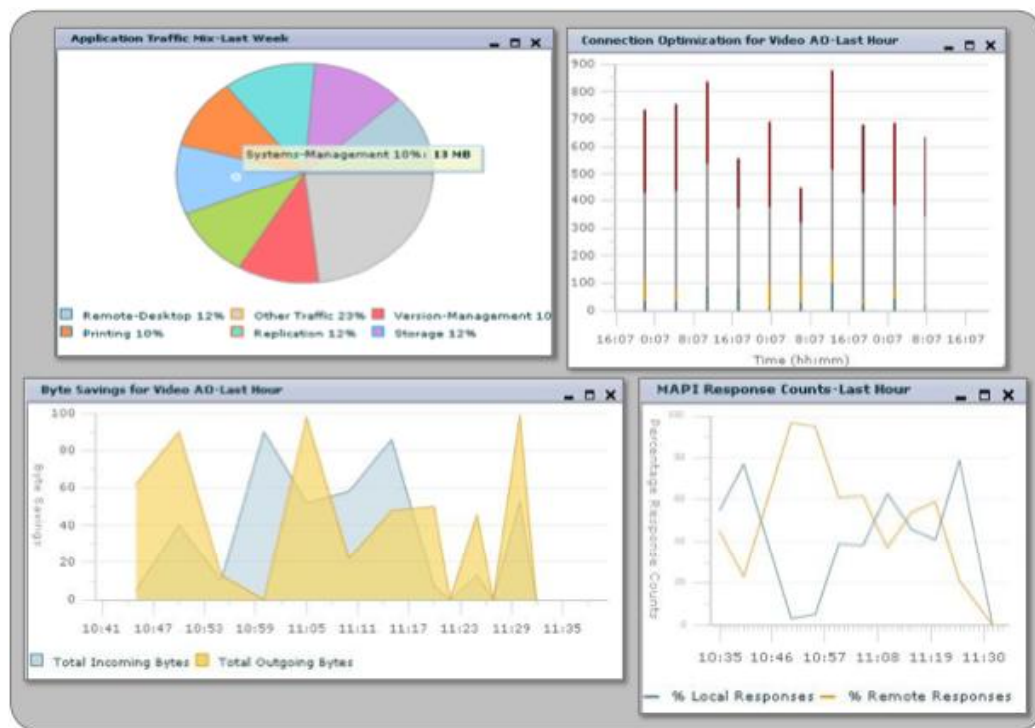 Application Traffic Mix-Last Week
Systems-Management 10%: 13 MB
Remote-Desktop 12% Other Traffic 23% Version-Management 10
Printing 10% Replication 12% Storage 12%
Connection Optimization for Video AO-Last Hour
900
800
700
600
500
400
300
200
100
0
16:07 0:07 8:07 16:07 0:07 8:07 16:07 0:07 8:07 16:07
Time (hh:mm)
Byte Savings for Video AO-Last Hour
Byte Savings
100
80
60
40
20
0
10:41 10:47 10:53 10:59 11:05 11:11 11:17 11:23 11:29 11:35
Total Incoming Bytes Total Outgoing Bytes
MAPI Response Counts-Last Hour
Percentage Response Counts
100
80
60
40
20
0
10:35 10:46 10:57 11:08 11:19 11:30
% Local Responses % Remote Responses